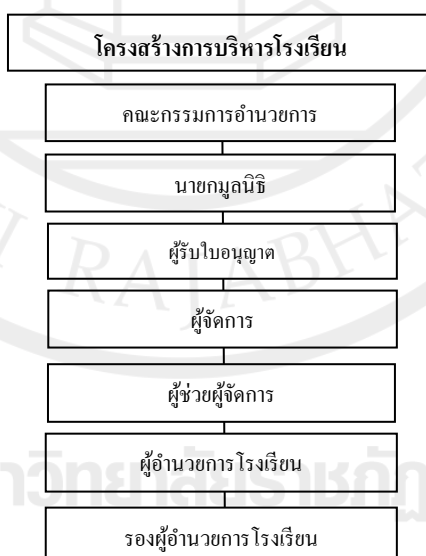 โครงสร้างการบริหารโรงเรียน
คณะกรรมการอำนวยการ
นายกมูลนิธิ
ผู้รับใบอนุญาต
RAJABHA
ผู้จัดการ
ผู้ช่วยผู้จัดการ
ผู้อำนวยการโรงเรียน
รองผู้อำนวยการโรงเรียน